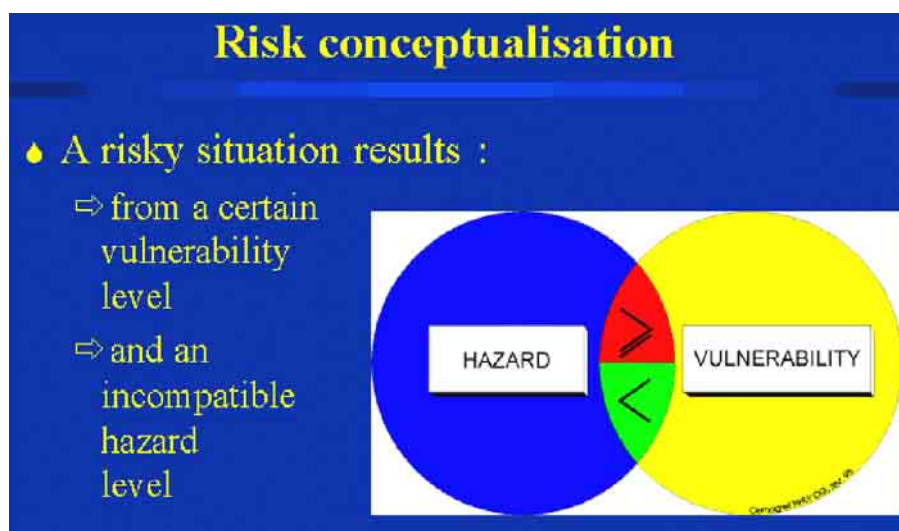 Risk conceptualisation
A risky situation results :
⇨ from a certain
vulnerability
level
⇨ and an
incompatible
hazard
level
HAZARD
≥
<
VULNERABILITY